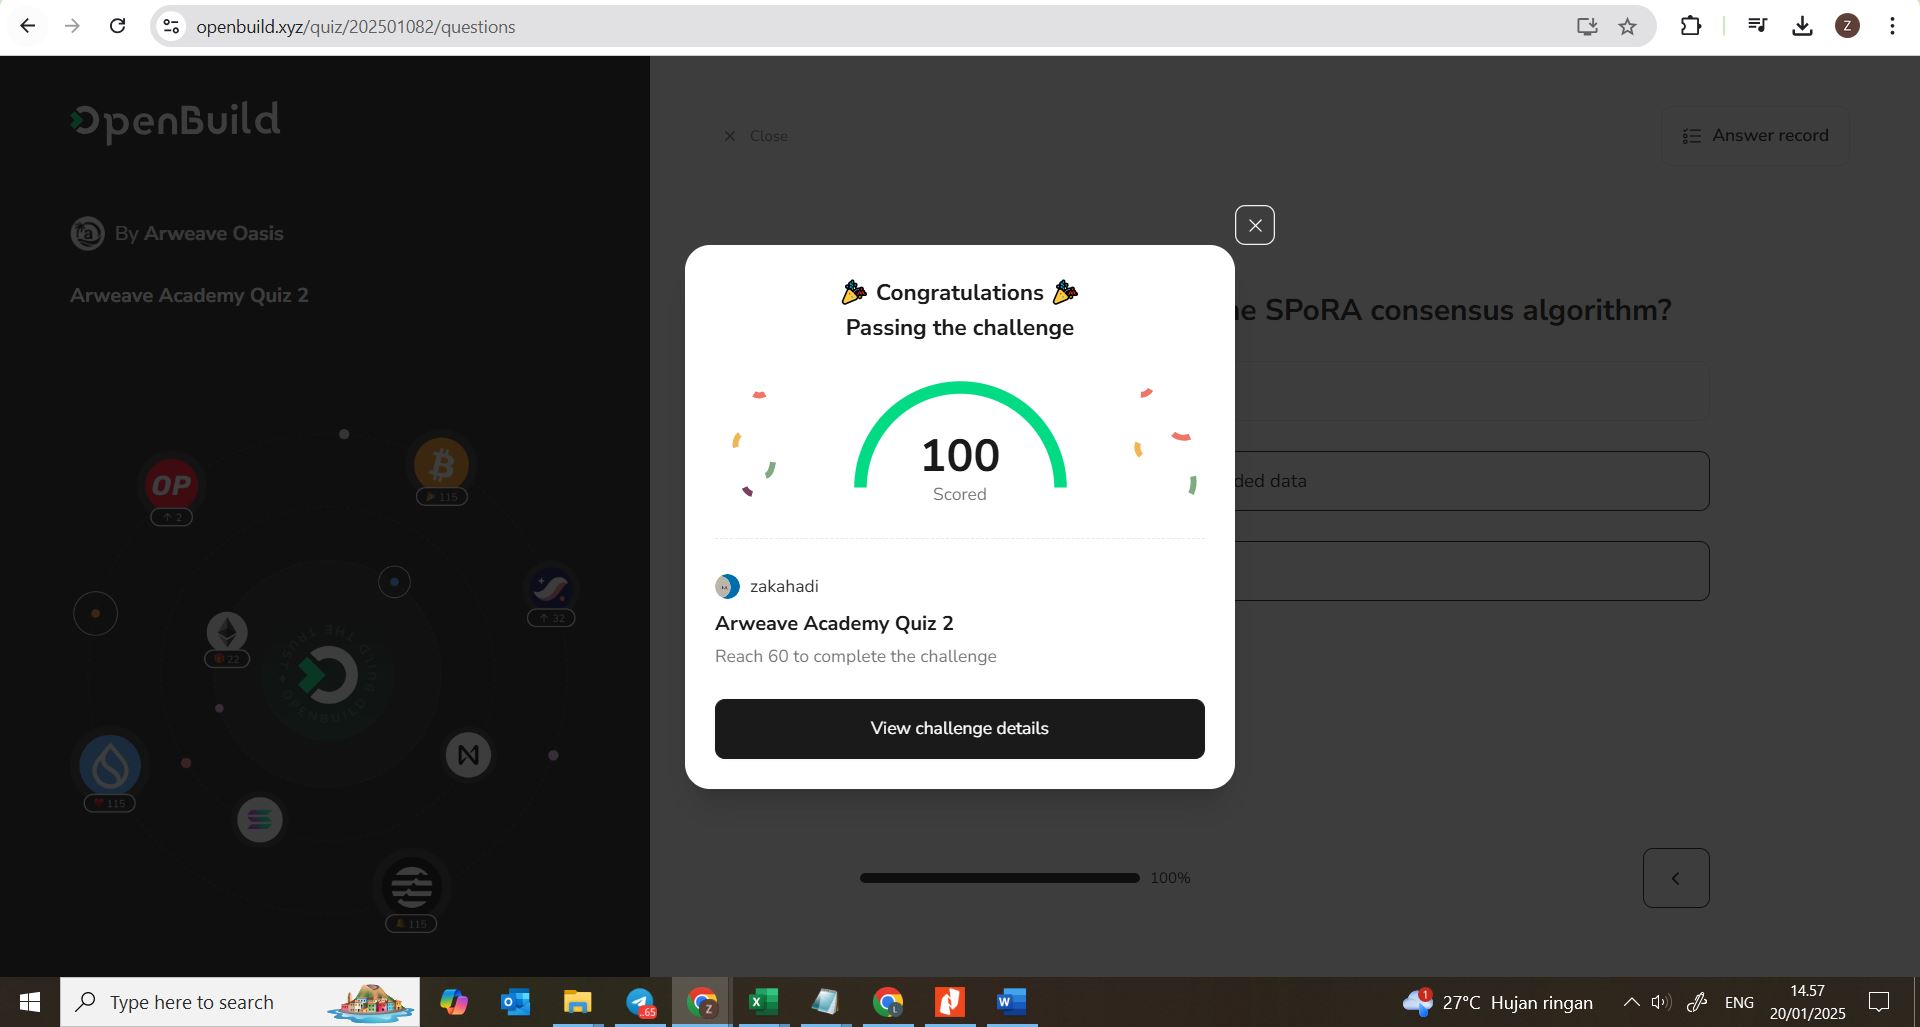 openbuild.xyz/quiz/202501082/questions
Z
OpenBuild
Close
Answer record
By Arweave Oasis
Arweave Academy Quiz 2
he SPoRA consensus algorithm?
ded data
Congratulations
Passing the challenge
100
Scored
zakahadi
Arweave Academy Quiz 2
Reach 60 to complete the challenge
View challenge details
OP
2
115
32
22
THE TRUST
OPENBUILD
BUILDING
115
115
100%
Type here to search
65
Z
L
1
27°C Hujan ringan
ENG
14.57
20/01/2025